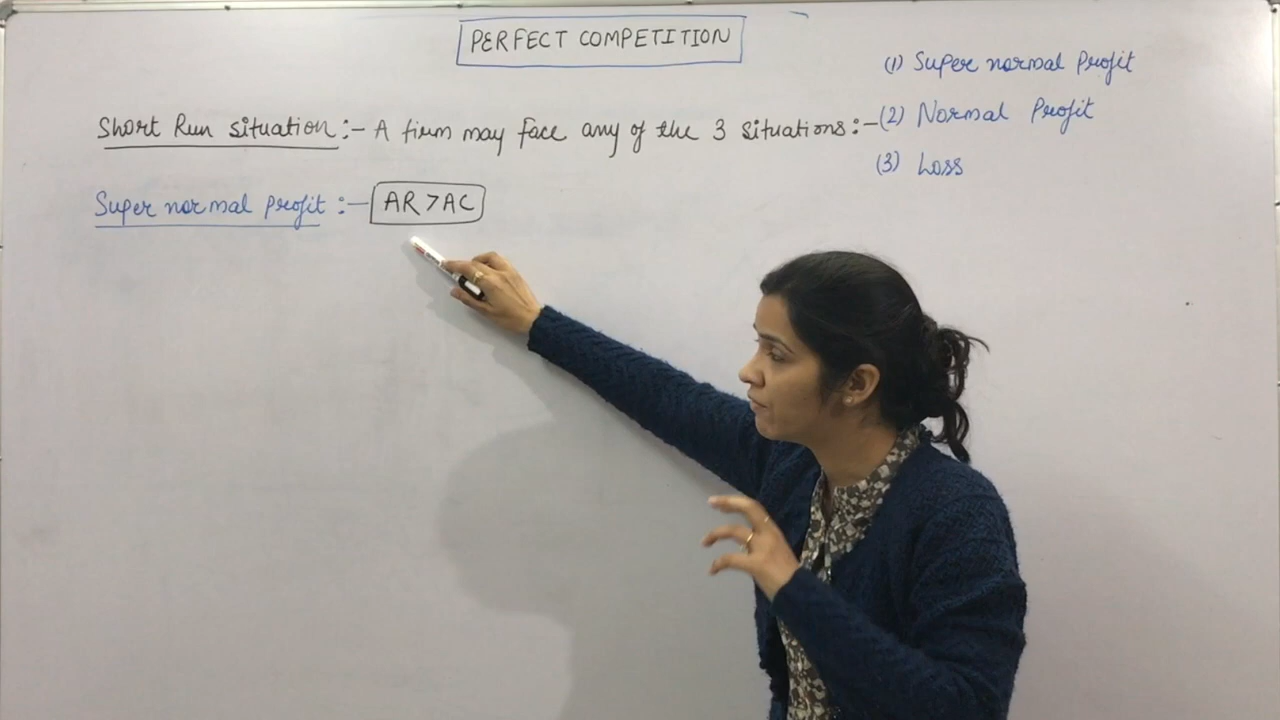 PERFECT COMPETITION
(1) Super normal Profit
Short Run situation :- A firm may face any of the 3 situations :- (2) Normal Profit
(3) Loss
Super normal profit :- AR > AC